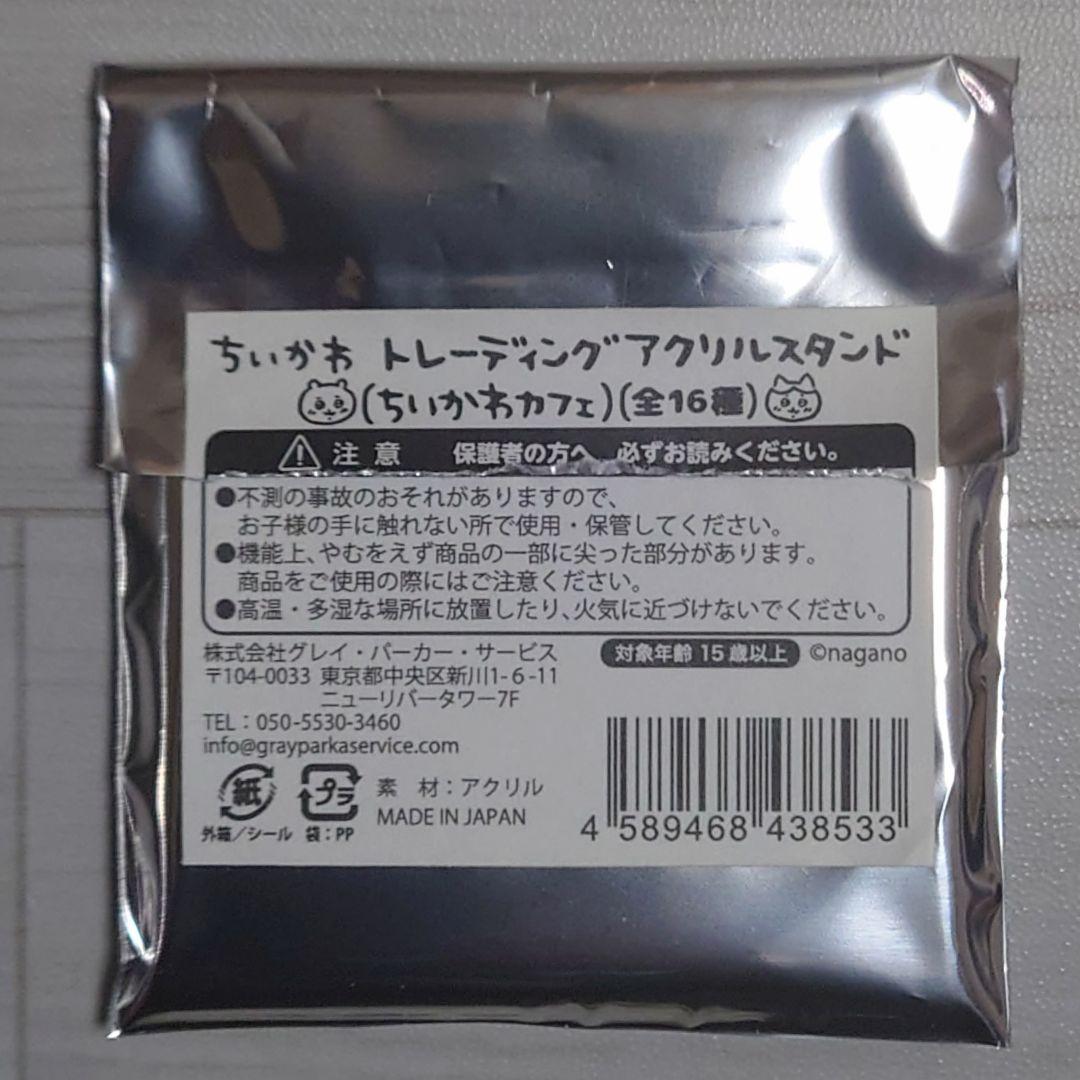 ちいかわ トレーディングアクリルスタンド
(ちいかわカフェ)(全16種)
注意 保護者の方へ 必ずお読みください。
●不測の事故のおそれがありますので、
お子様の手に触れない所で使用・保管してください。
●機能上、やむをえず商品の一部に尖った部分があります。
商品をご使用の際にはご注意ください。
●高温・多湿な場所に放置したり、火気に近づけないでください。
株式会社グレイ・パーカー・サービス
〒104-0033 東京都中央区新川1-6-11
ニューリバータワー7F
TEL：050-5530-3460
info@grayparkaservice.com
対象年齢 15歳以上 ©nagano
紙
外箱／シール
プラ
袋：PP
素 材：アクリル
MADE IN JAPAN
4 589468 438533